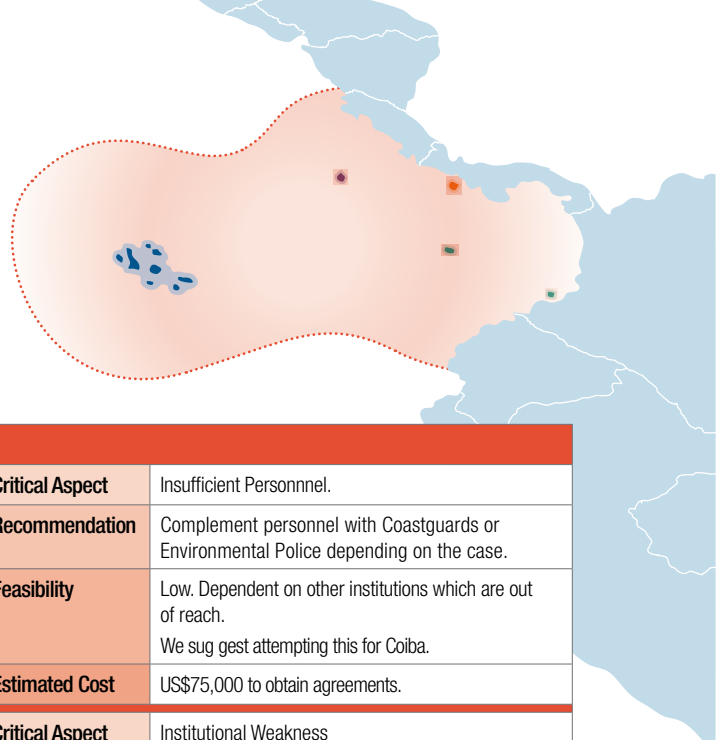 Critical Aspect
Insufficient Personnnel.
Recommendation
Complement personnel with Coastguards or
Environmental Police depending on the case.
Feasibility
Low. Dependent on other institutions which are out
of reach.
We sug gest attempting this for Coiba.
Estimated Cost
US$75,000 to obtain agreements.
Critical Aspect
Institutional Weakness